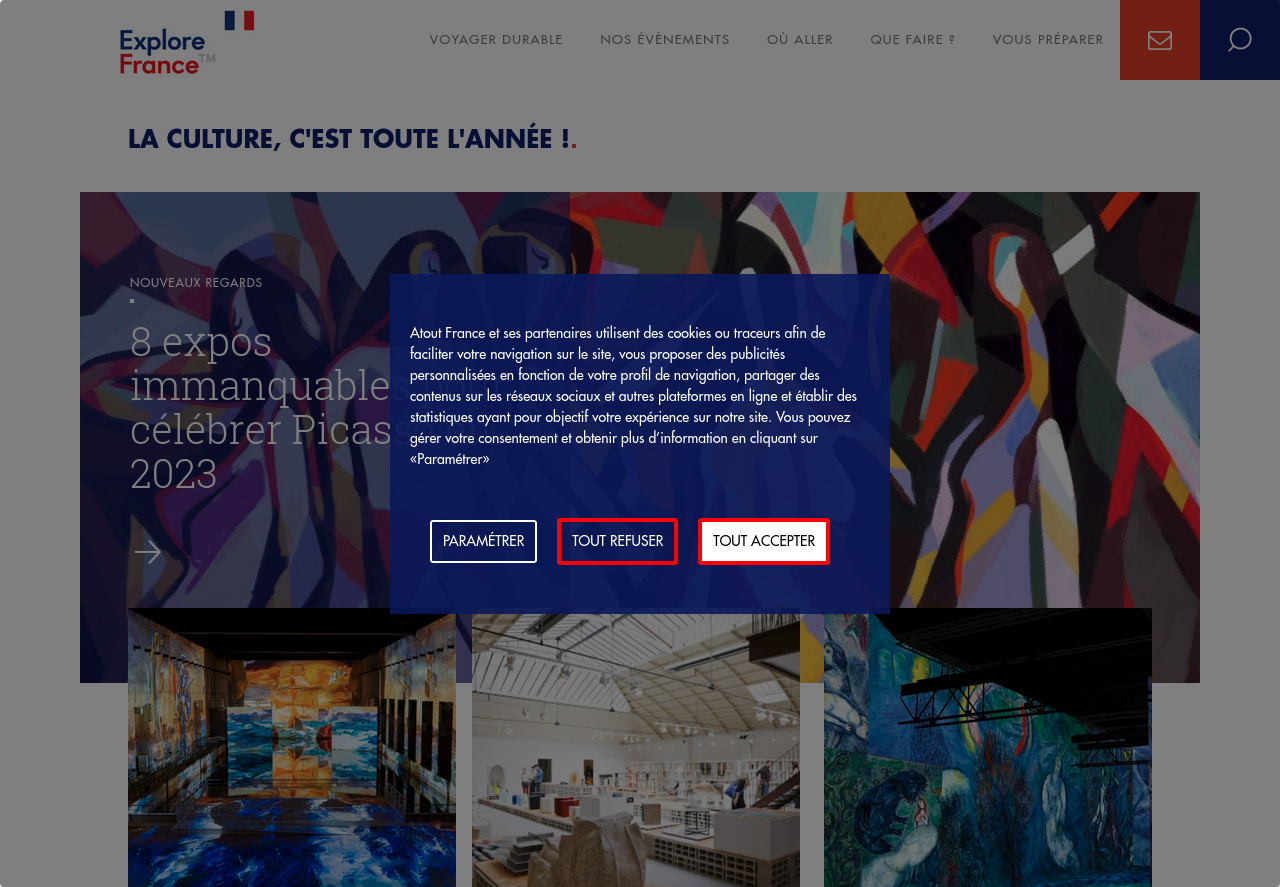 Explore
France™
VOYAGER DURABLE
NOS ÉVÈNEMENTS
OÙ ALLER
QUE FAIRE ?
VOUS PRÉPARER
LA CULTURE, C'EST TOUTE L'ANNÉE !.
NOUVEAUX REGARDS
8 expos
immanquables
célébrer
2023
Atout France et ses partenaires utilisent des cookies ou traceurs afin de
faciliter votre navigation sur le site, vous proposer des publicités
personnalisées en fonction de votre profil de navigation, partager des
contenus sur les réseaux sociaux et autres plateformes en ligne et établir des
statistiques ayant pour objectif votre expérience sur notre site. Vous pouvez
gérer votre consentement et obtenir plus d’information en cliquant sur
«Paramétrer»
PARAMÉTRER
TOUT REFUSER
TOUT ACCEPTER